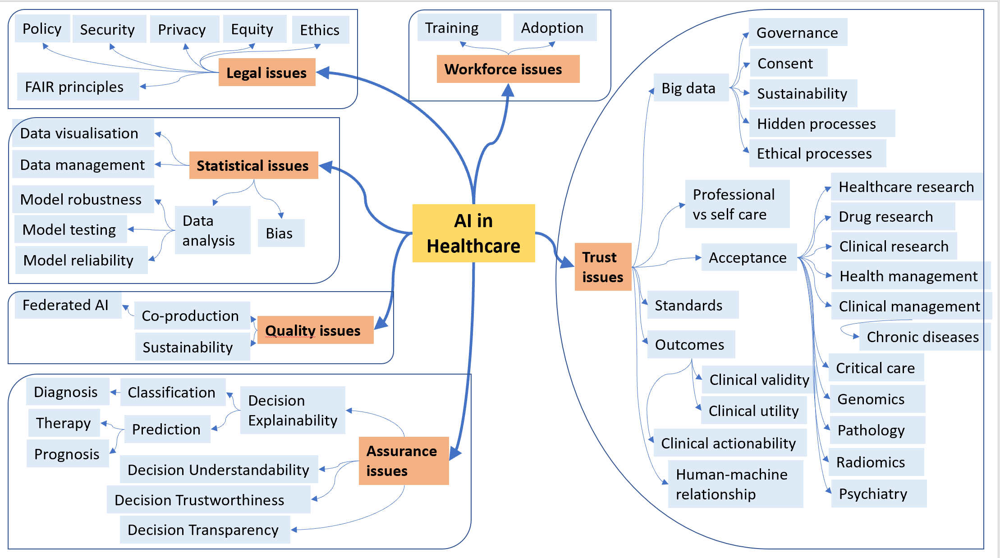 Policy
Security
Privacy
Equity
Ethics
Legal issues
FAIR principles
Training
Adoption
Workforce issues
Data visualisation
Data management
Statistical issues
Model robustness
Model testing
Model reliability
Data
analysis
Bias
AI in
Healthcare
Federated AI
Co-production
Sustainability
Quality issues
Diagnosis
Classification
Decision
Explainability
Therapy
Prediction
Prognosis
Assurance
issues
Decision Understandability
Decision Trustworthiness
Decision Transparency
Trust
issues
Big data
Governance
Consent
Sustainability
Hidden processes
Ethical processes
Professional
vs self care
Acceptance
Healthcare research
Drug research
Clinical research
Health management
Clinical management
Chronic diseases
Critical care
Genomics
Pathology
Radiomics
Psychiatry
Standards
Outcomes
Clinical validity
Clinical utility
Clinical actionability
Human-machine
relationship